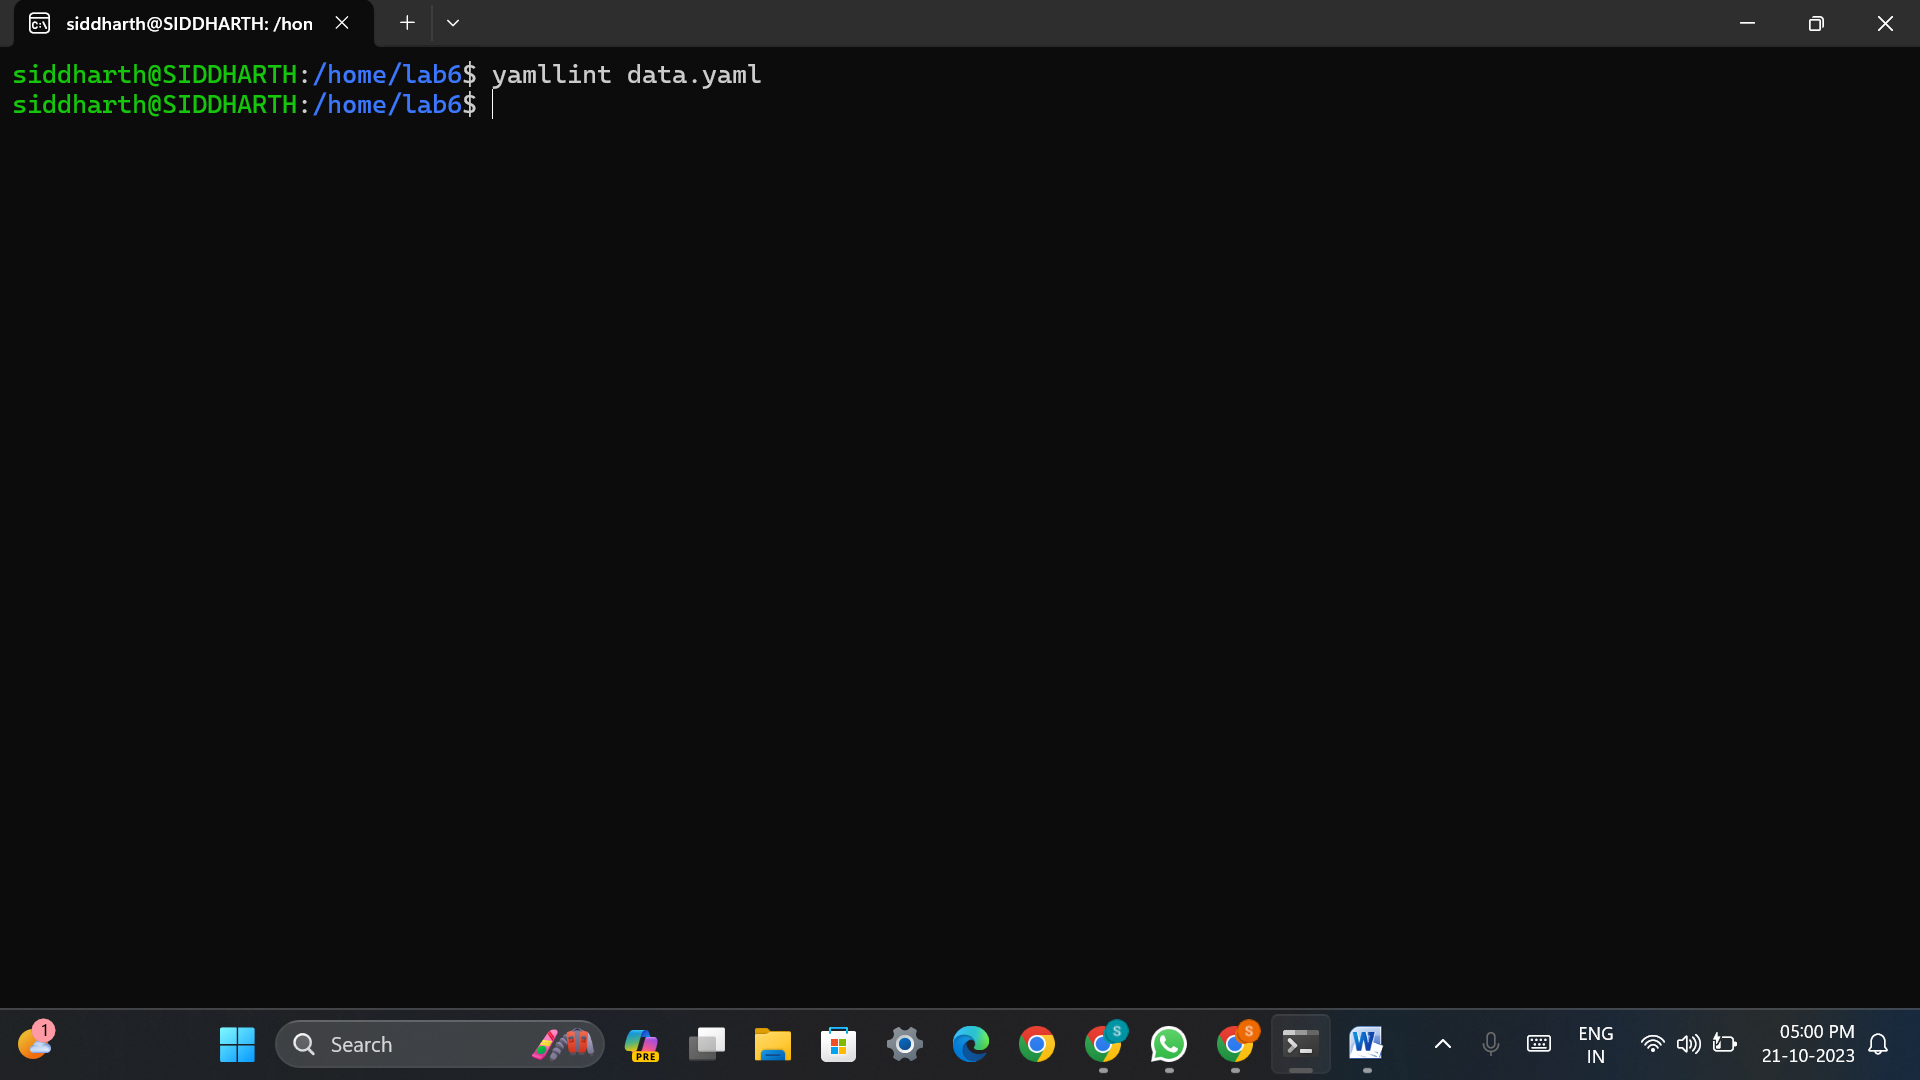 siddharth@SIDDHARTH: /hon
siddharth@SIDDHARTH:/home/lab6$ yamllint data.yaml
siddharth@SIDDHARTH:/home/lab6$
1
Search
PRE
S
S
W
ENG
IN
05:00 PM
21-10-2023